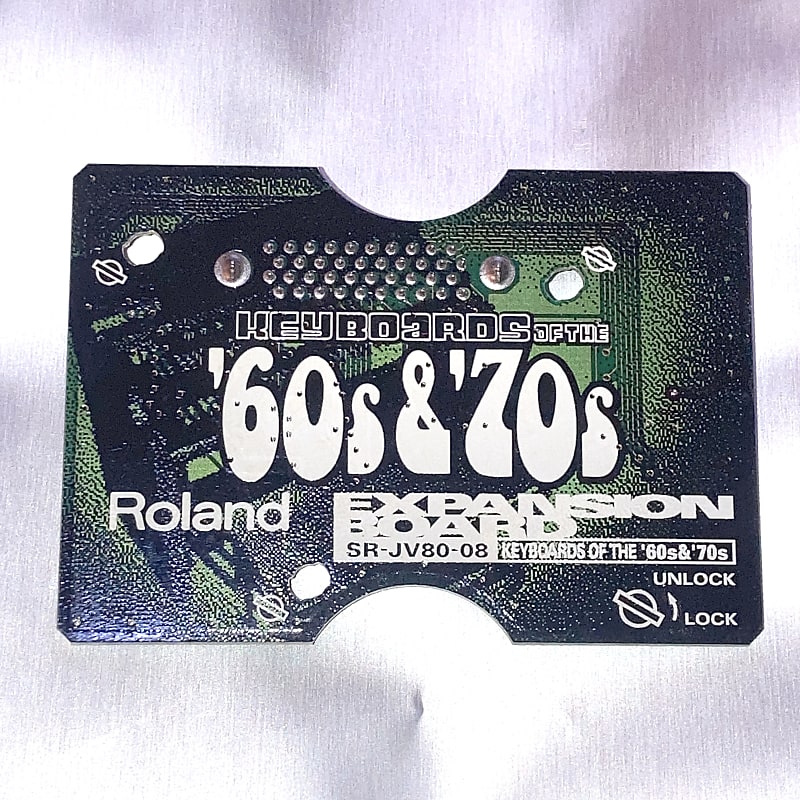 KEYBOARDS OF THE
'60s & '70s
Roland
EXPANSION
BOARD
SR-JV80-08 KEYBOARDS OF THE '60s&'70s
UNLOCK
LOCK